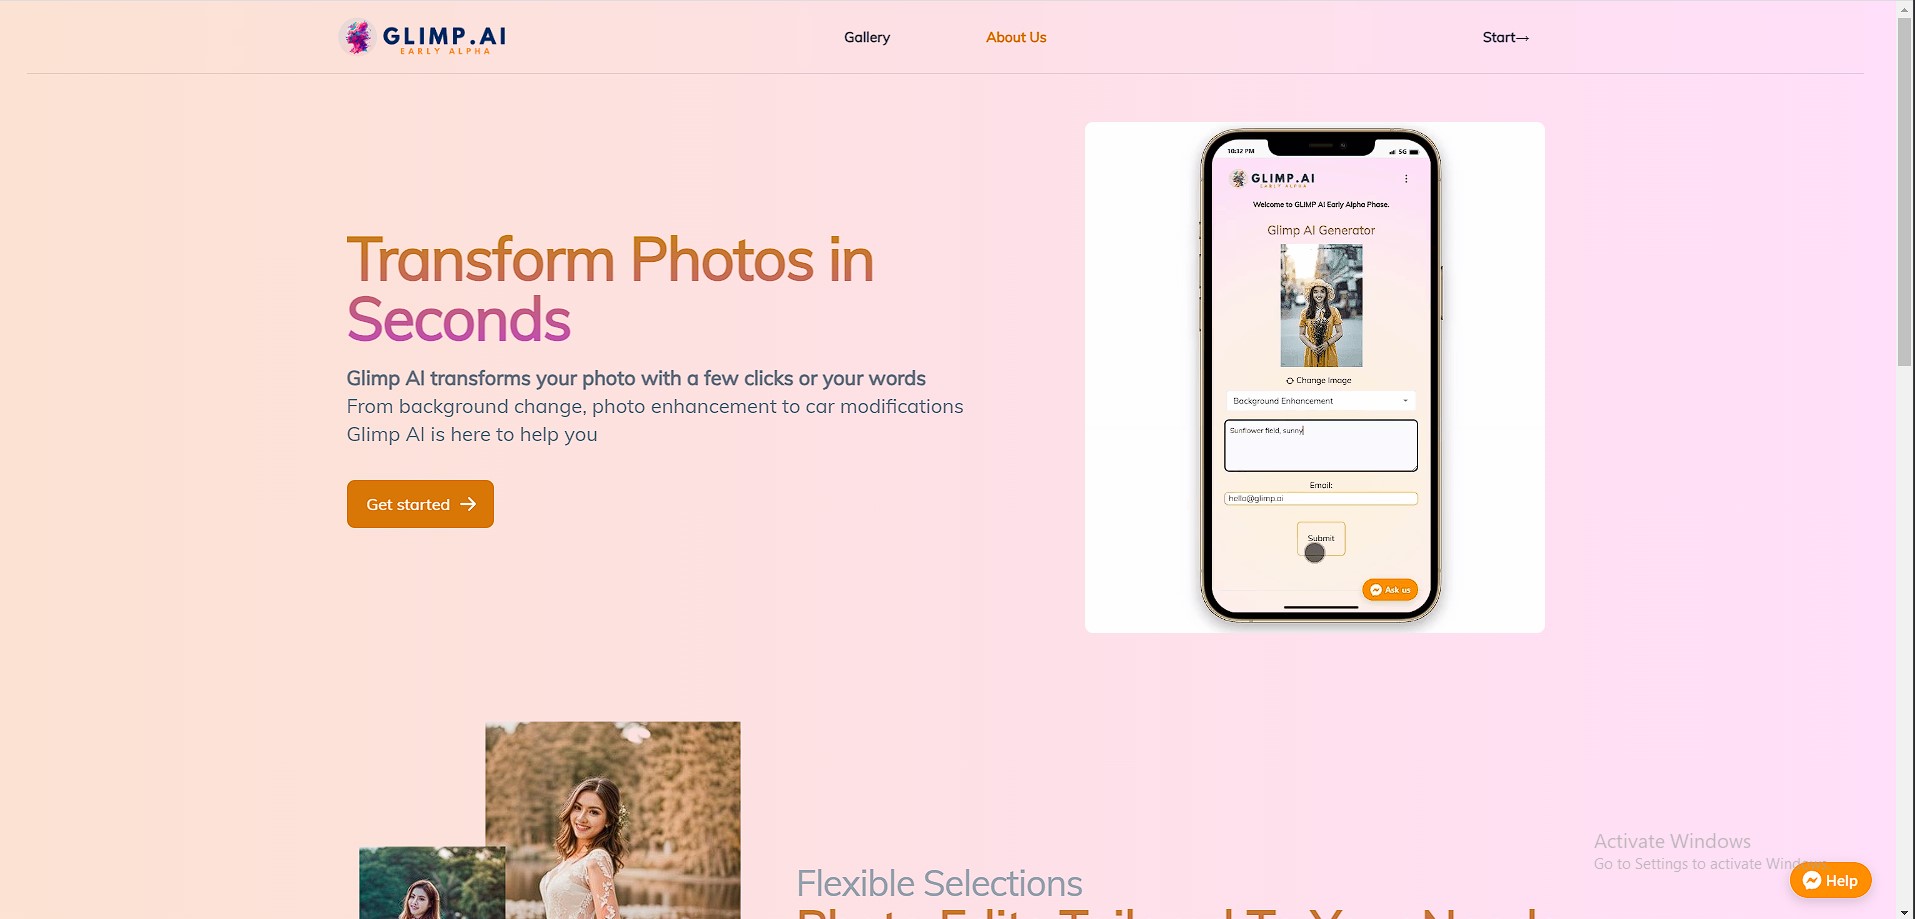 GLIMP.AI
EARLY ALPHA
Gallery
About Us
Start→
Transform Photos in
Seconds
Glimp AI transforms your photo with a few clicks or your words
From background change, photo enhancement to car modifications
Glimp AI is here to help you
Get started →
10:32 PM
5G
GLIMP.AI
EARLY ALPHA
Welcome to GLIMP AI Early Alpha Phase.
Glimp AI Generator
Change Image
Background Enhancement
Sunflower field, sunny
Email:
hello@glimp.ai
Submit
Ask us
Flexible Selections
Activate Windows
Go to Settings to activate Windows.
Help